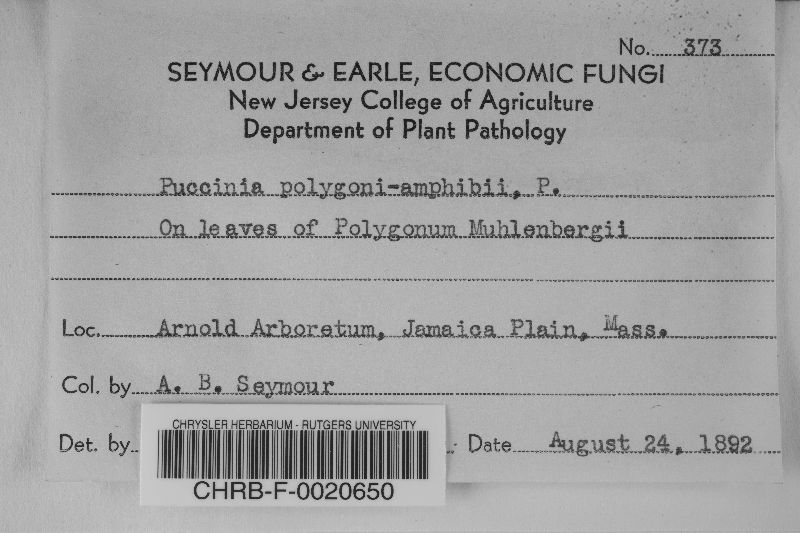 No. 373
SEYMOUR & EARLE, ECONOMIC FUNGI
New Jersey College of Agriculture
Department of Plant Pathology
Puccinia polygoni-amphibii, P.
On leaves of Polygonum Muhlenbergii
Loc. Arnold Arboretum, Jamaica Plain, Mass.
Col. by A. B. Seymour
Det. by Date August 24, 1892
CHRYSLER HERBARIUM - RUTGERS UNIVERSITY
CHRB-F-0020650